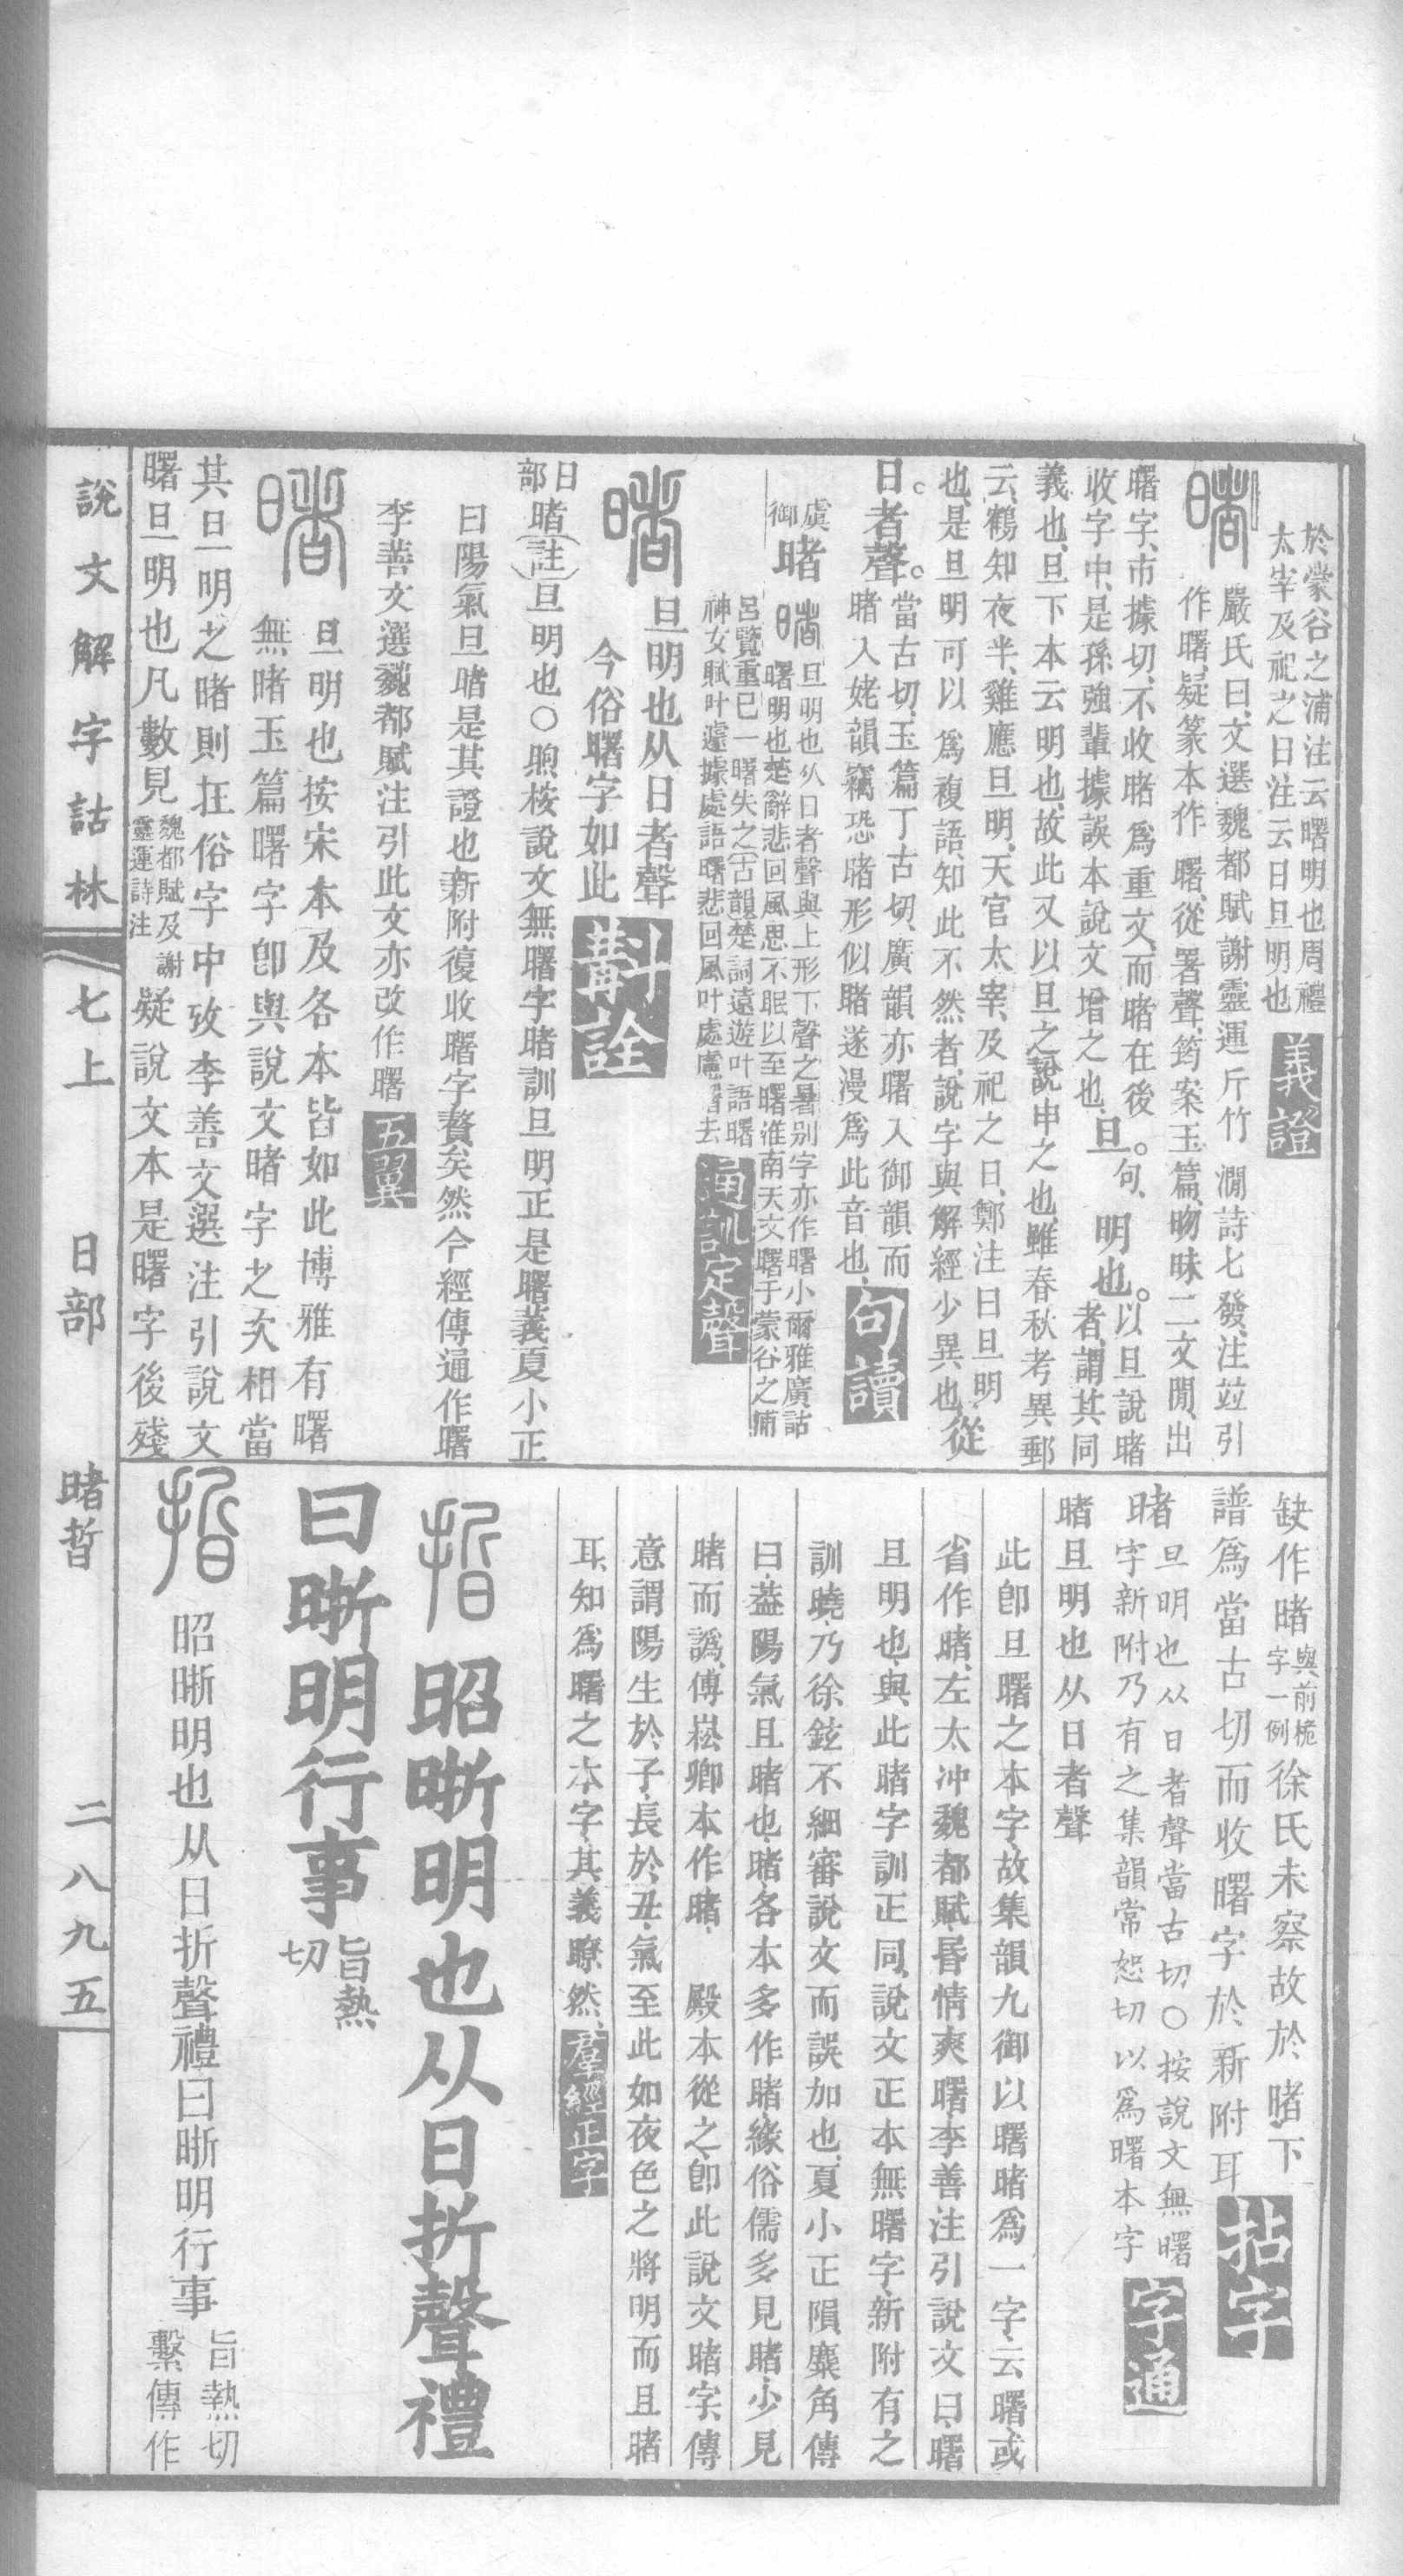 於蒙谷之浦注云曙明也周禮
太宰及祀之日注云日旦明也
義證
嚴氏曰文選魏都賦謝靈運斤竹澗詩七發注竝引
作曙疑篆本作曙從署聲筠案玉篇昒昧二文閒出
曙字市據切不收睹爲重文而睹在後。旦。句、明也。以旦說睹
收字中是孫強輩據誤本說文增之也者謂其同
義也旦下本云明也故此又以旦之說申之也雖春秋考異郵
云鶴知夜半雞應旦明天官太宰及祀之日鄭注曰旦明
也是旦明可以爲複語知此不然者說字與解經少異也從
日。者聲。當古切玉篇丁古切廣韻亦曙入御韻而
睹入姥韻竊恐睹形似賭遂漫爲此音也
句讀
虞御
睹
旦明也从日者聲與上形下聲之暑别字亦作曙小爾雅廣詁
曙明也楚辭悲回風思不眠以至曙淮南天文曙于蒙谷之浦
呂覽重己一曙失之古韻楚詞遠遊叶語曙
神女賦叶遽據處語曙悲回風叶處慮曙去
通訓定聲
旦明也从日者聲
今俗曙字如此
斠詮
日部
睹(註)旦明也〇煦桉說文無曙字睹訓旦明正是曙義夏小正
曰陽氣旦睹是其證也新附復收曙字贅矣然今經傳通作曙
李善文選魏都賦注引此文亦改作曙
五翼
旦明也按宋本及各本皆如此博雅有曙
無睹玉篇曙字卽與說文睹字之次相當
其旦明之睹則在俗字中攷李善文選注引說文
曙旦明也凡數見魏都賦及謝靈運詩注疑說文本是曙字後殘
缺作睹與前桅字一例徐氏未察故於睹下
譜爲當古切而收曙字於新附耳
拈字
睹
旦明也从日者聲當古切〇按說文無曙
字新附乃有之集韻常恕切以爲曙本字
字通
睹旦明也从日者聲
此卽旦曙之本字故集韻九御以曙睹爲一字云曙或
省作睹左太冲魏都賦昏情爽曙李善注引說文曰曙
旦明也與此睹字訓正同說文正本無曙字新附有之
訓曉乃徐鉉不細審說文而誤加也夏小正隕麋角傳
曰葢陽氣且睹也睹各本多作睹緣俗儒多見睹少見
睹而譌傅崧卿本作睹　殿本從之卽此說文睹字傳
意謂陽生於子長於丑氣至此如夜色之將明而且睹
耳知爲曙之本字其義瞭然
羣經正字
昭晣明也从日折聲禮
曰晣明行事旨熱切
昭晣明也从日折聲禮曰晣明行事旨熱切
繫傳作
說文解字詁林
七上
日部
睹晢
二八九五